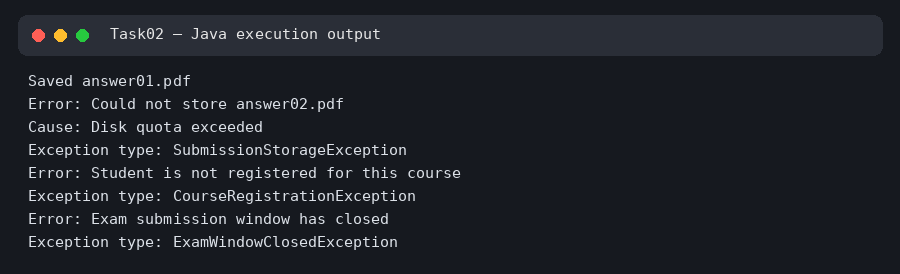 Task02 — Java execution output
Saved answer01.pdf
Error: Could not store answer02.pdf
Cause: Disk quota exceeded
Exception type: SubmissionStorageException
Error: Student is not registered for this course
Exception type: CourseRegistrationException
Error: Exam submission window has closed
Exception type: ExamWindowClosedException